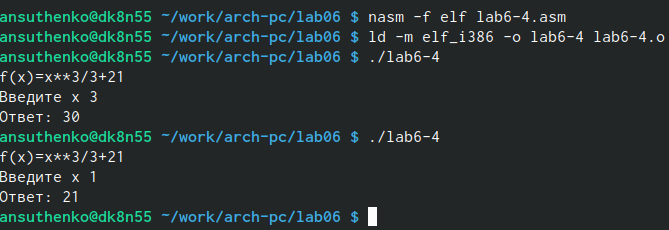 ansuthenko@dk8n55 ~/work/arch-pc/lab06 $ nasm -f elf lab6-4.asm
ansuthenko@dk8n55 ~/work/arch-pc/lab06 $ ld -m elf_i386 -o lab6-4 lab6-4.o
ansuthenko@dk8n55 ~/work/arch-pc/lab06 $ ./lab6-4
f(x)=x**3/3+21
Введите x 3
Ответ: 30
ansuthenko@dk8n55 ~/work/arch-pc/lab06 $ ./lab6-4
f(x)=x**3/3+21
Введите x 1
Ответ: 21
ansuthenko@dk8n55 ~/work/arch-pc/lab06 $